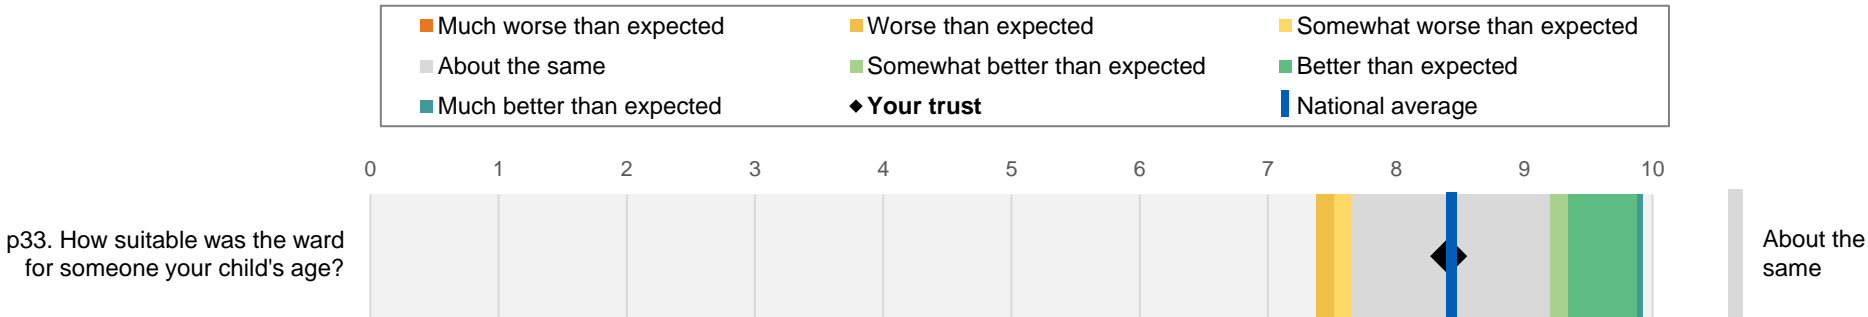 Much worse than expected
Worse than expected
Somewhat worse than expected
About the same
Somewhat better than expected
Better than expected
Much better than expected
Your trust
National average
0 1 2 3 4 5 6 7 8 9 10
p33. How suitable was the ward
for someone your child's age?
About the
same